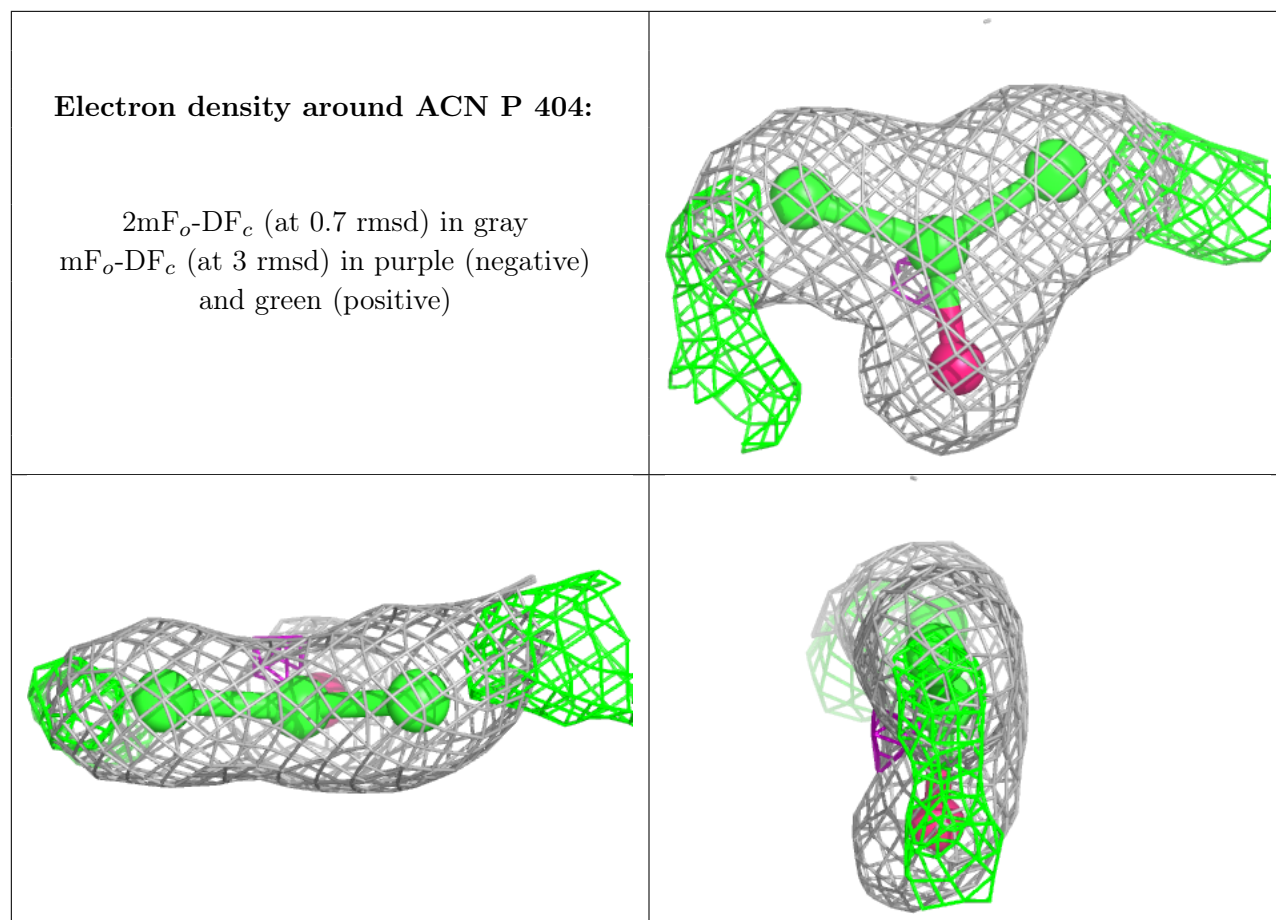 Electron density around ACN P 404:
2mFo-DFc (at 0.7 rmsd) in gray
mFo-DFc (at 3 rmsd) in purple (negative)
and green (positive)